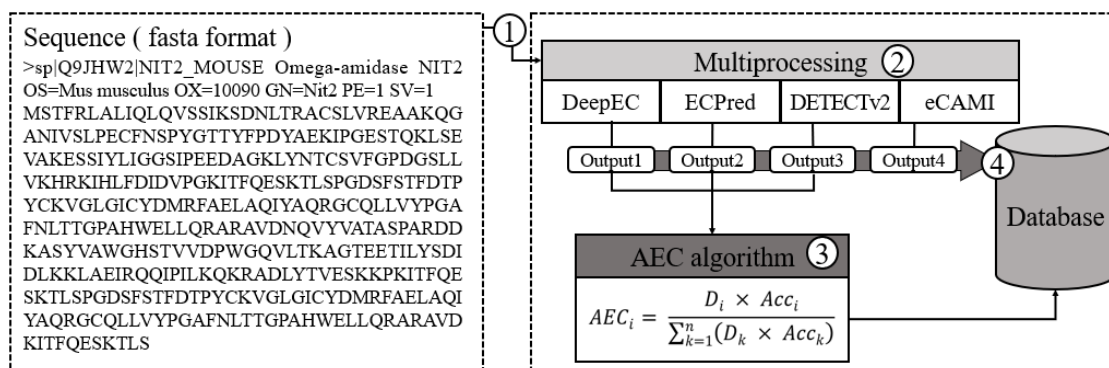 Sequence ( fasta format )
>sp|Q9JHW2|NIT2_MOUSE Omega-amidase NIT2
OS=Mus musculus OX=10090 GN=Nit2 PE=1 SV=1
MSTFRLALIQLQVSSIKSDNLTRACSLVREAAKQG
ANIVSLPECFNSPYGTTYFPDYAEKIPGESTQKLSE
VAKESSIYLIGGSIPEEDAGKLYNTCSVFGPDGSLL
VKHRKIHLFDIDVPGKITFQESKTLSPGDSFSTFDTP
YCKVGLGICYDMRFAELAQIYAQRGCQLLVYPGA
FNLTTGPAHWELLQRARAVDNQVYVATASPARDD
KASYVAWGHSTVVDPWGQVLTKAGTEETILYSDI
DLKKLAEIRQQIPILKQKRADLYTVESKKPKITFQE
SKTLSPGDSFSTFDTPYCKVGLGICYDMRFAELAQI
YAQRGCQLLVYPGAFNLTTGPAHWELLQRARAVD
KITFQESKTLS
1
Multiprocessing 2
DeepEC ECPred DETECTv2 eCAMI
Output1 Output2 Output3 Output4
4
Database
AEC algorithm 3
AEC_i = \frac{D_i × Acc_i}{\sum_{k=1}^{n}(D_k × Acc_k)}